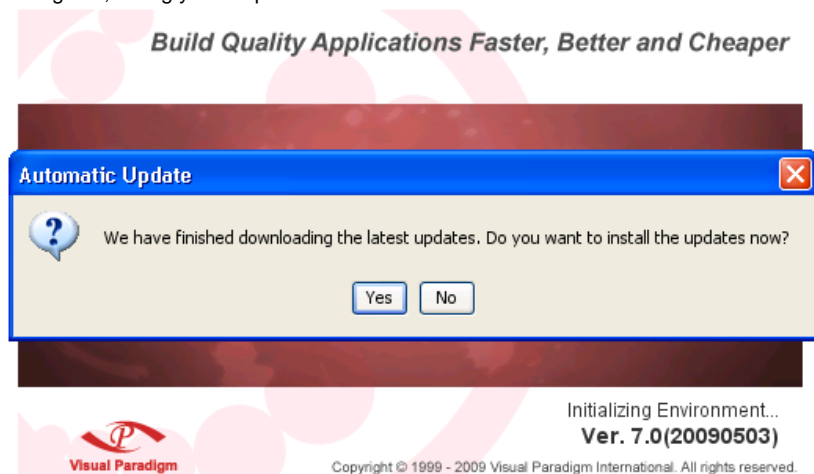 Build Quality Applications Faster, Better and Cheaper
Automatic Update
We have finished downloading the latest updates. Do you want to install the updates now?
Yes No
Initializing Environment...
Ver. 7.0(20090503)
Visual Paradigm
Copyright © 1999 - 2009 Visual Paradigm International. All rights reserved.